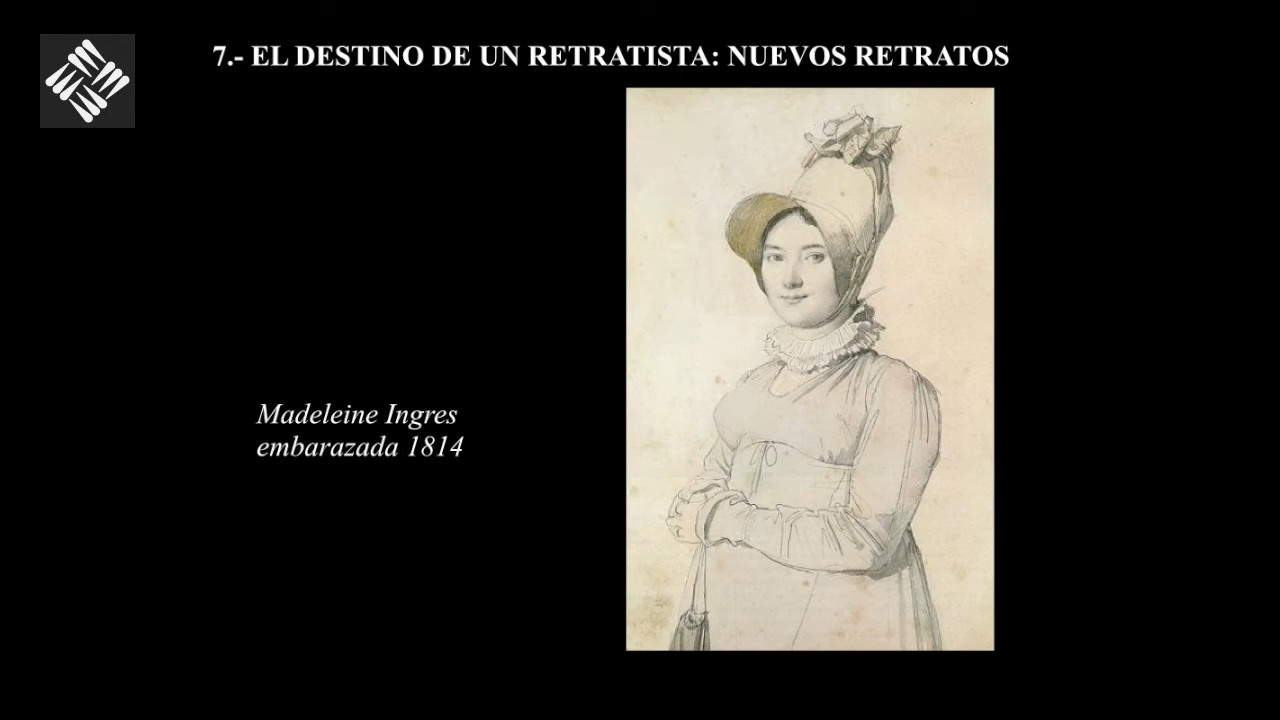 7.- EL DESTINO DE UN RETRATISTA: NUEVOS RETRATOS
Madeleine Ingres
embarazada 1814